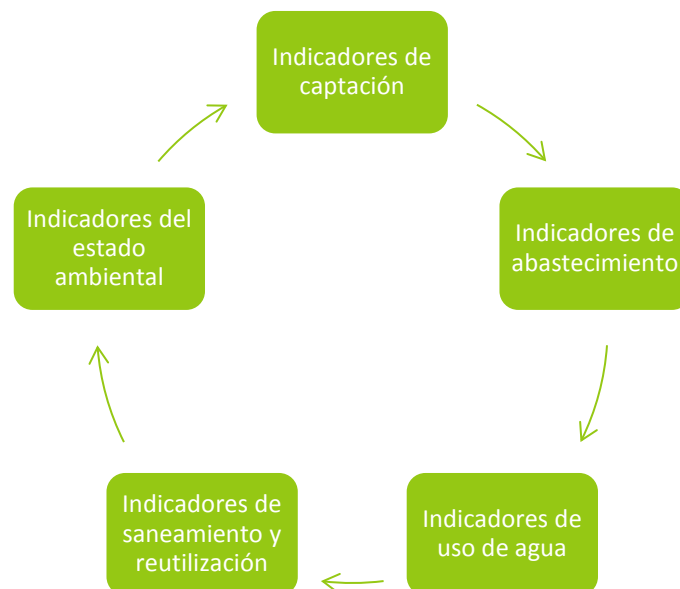 Indicadores de
captación
Indicadores de
abastecimiento
Indicadores de
uso de agua
Indicadores de
saneamiento y
reutilización
Indicadores del
estado
ambiental